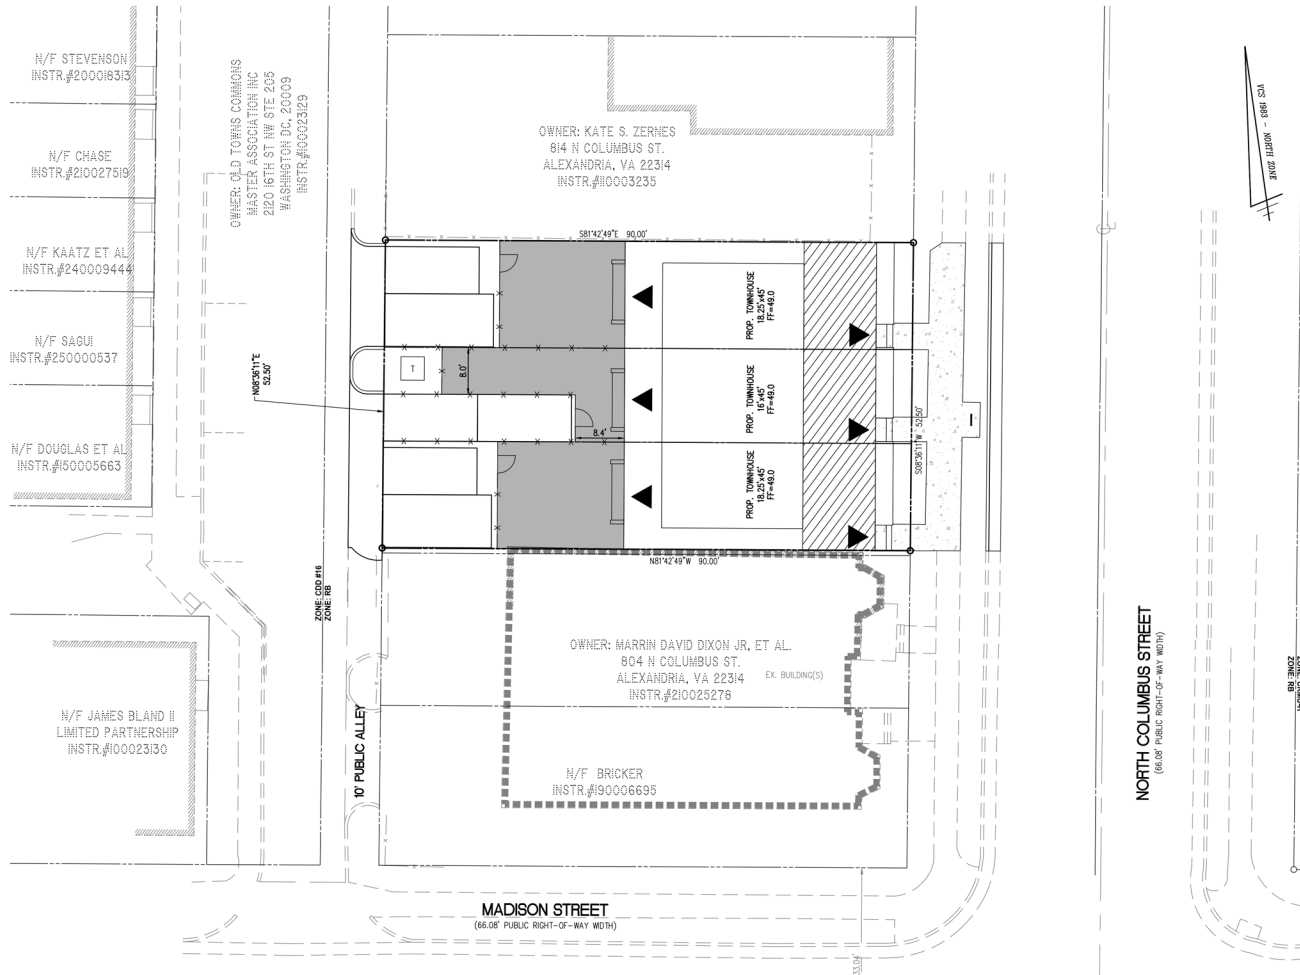 N/F STEVENSON
INSTR.#200018313
N/F CHASE
INSTR.#210027519
N/F KAATZ ET AL
INSTR.#240009444
N/F SAGUI
INSTR.#250000537
N/F DOUGLAS ET AL
INSTR.#150005663
N/F JAMES BLAND II
LIMITED PARTNERSHIP
INSTR.#100023130
OWNER: OLD TOWNS COMMONS
MASTER ASSOCIATION INC
2120 16TH ST NW STE 205
WASHINGTON DC, 20009
INSTR.#100023129
OWNER: KATE S. ZERNES
814 N COLUMBUS ST.
ALEXANDRIA, VA 22314
INSTR.#110003235
VCS 1983 - NORTH ZONE
S81°42'49"E 90.00'
N08°36'11"E
52.50'
T
8.0'
8.4'
PROP. TOWNHOUSE
18.25'x45'
FF=49.0
PROP. TOWNHOUSE
16'x45'
FF=49.0
PROP. TOWNHOUSE
18.25'x45'
FF=49.0
S08°36'11"W 52.50'
N81°42'49"W 90.00'
ZONE: CDD #16
ZONE: RB
10' PUBLIC ALLEY
OWNER: MARRIN DAVID DIXON JR, ET AL.
804 N COLUMBUS ST.
ALEXANDRIA, VA 22314
INSTR.#210025278
EX. BUILDING(S)
N/F BRICKER
INSTR.#190006695
NORTH COLUMBUS STREET
(66.08' PUBLIC RIGHT-OF-WAY WIDTH)
ZONE: RB
MADISON STREET
(66.08' PUBLIC RIGHT-OF-WAY WIDTH)
33.04'